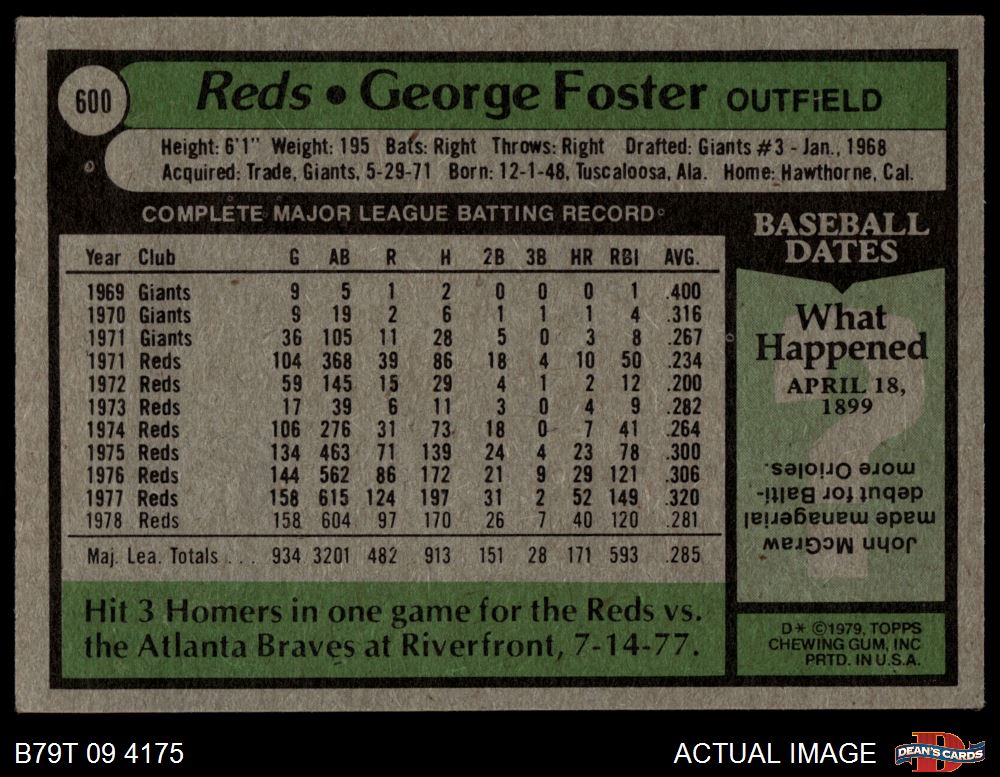 600
Reds • George Foster OUTFIELD
Height: 6'1" Weight: 195 Bats: Right Throws: Right Drafted: Giants #3 - Jan., 1968
Acquired: Trade, Giants, 5-29-71 Born: 12-1-48, Tuscaloosa, Ala. Home: Hawthorne, Cal.
COMPLETE MAJOR LEAGUE BATTING RECORD
Year Club G AB R H 2B 3B HR RBI AVG.
1969 Giants 9 5 1 2 0 0 0 1 .400
1970 Giants 9 19 2 6 1 1 1 4 .316
1971 Giants 36 105 11 28 5 0 3 8 .267
1971 Reds 104 368 39 86 18 4 10 50 .234
1972 Reds 59 145 15 29 4 1 2 12 .200
1973 Reds 17 39 6 11 3 0 4 9 .282
1974 Reds 106 276 31 73 18 0 7 41 .264
1975 Reds 134 463 71 139 24 4 23 78 .300
1976 Reds 144 562 86 172 21 9 29 121 .306
1977 Reds 158 615 124 197 31 2 52 149 .320
1978 Reds 158 604 97 170 26 7 40 120 .281
Maj. Lea. Totals . . . 934 3201 482 913 151 28 171 593 .285
Hit 3 Homers in one game for the Reds vs.
the Atlanta Braves at Riverfront, 7-14-77.
BASEBALL
DATES
What
Happened
APRIL 18,
1899
?
John McGraw
made managerial
debut for Balti-
more Orioles.
D* ©1979, TOPPS
CHEWING GUM, INC
PRTD. IN U.S.A.
B79T 09 4175
ACTUAL IMAGE
D
DEAN'S CARDS